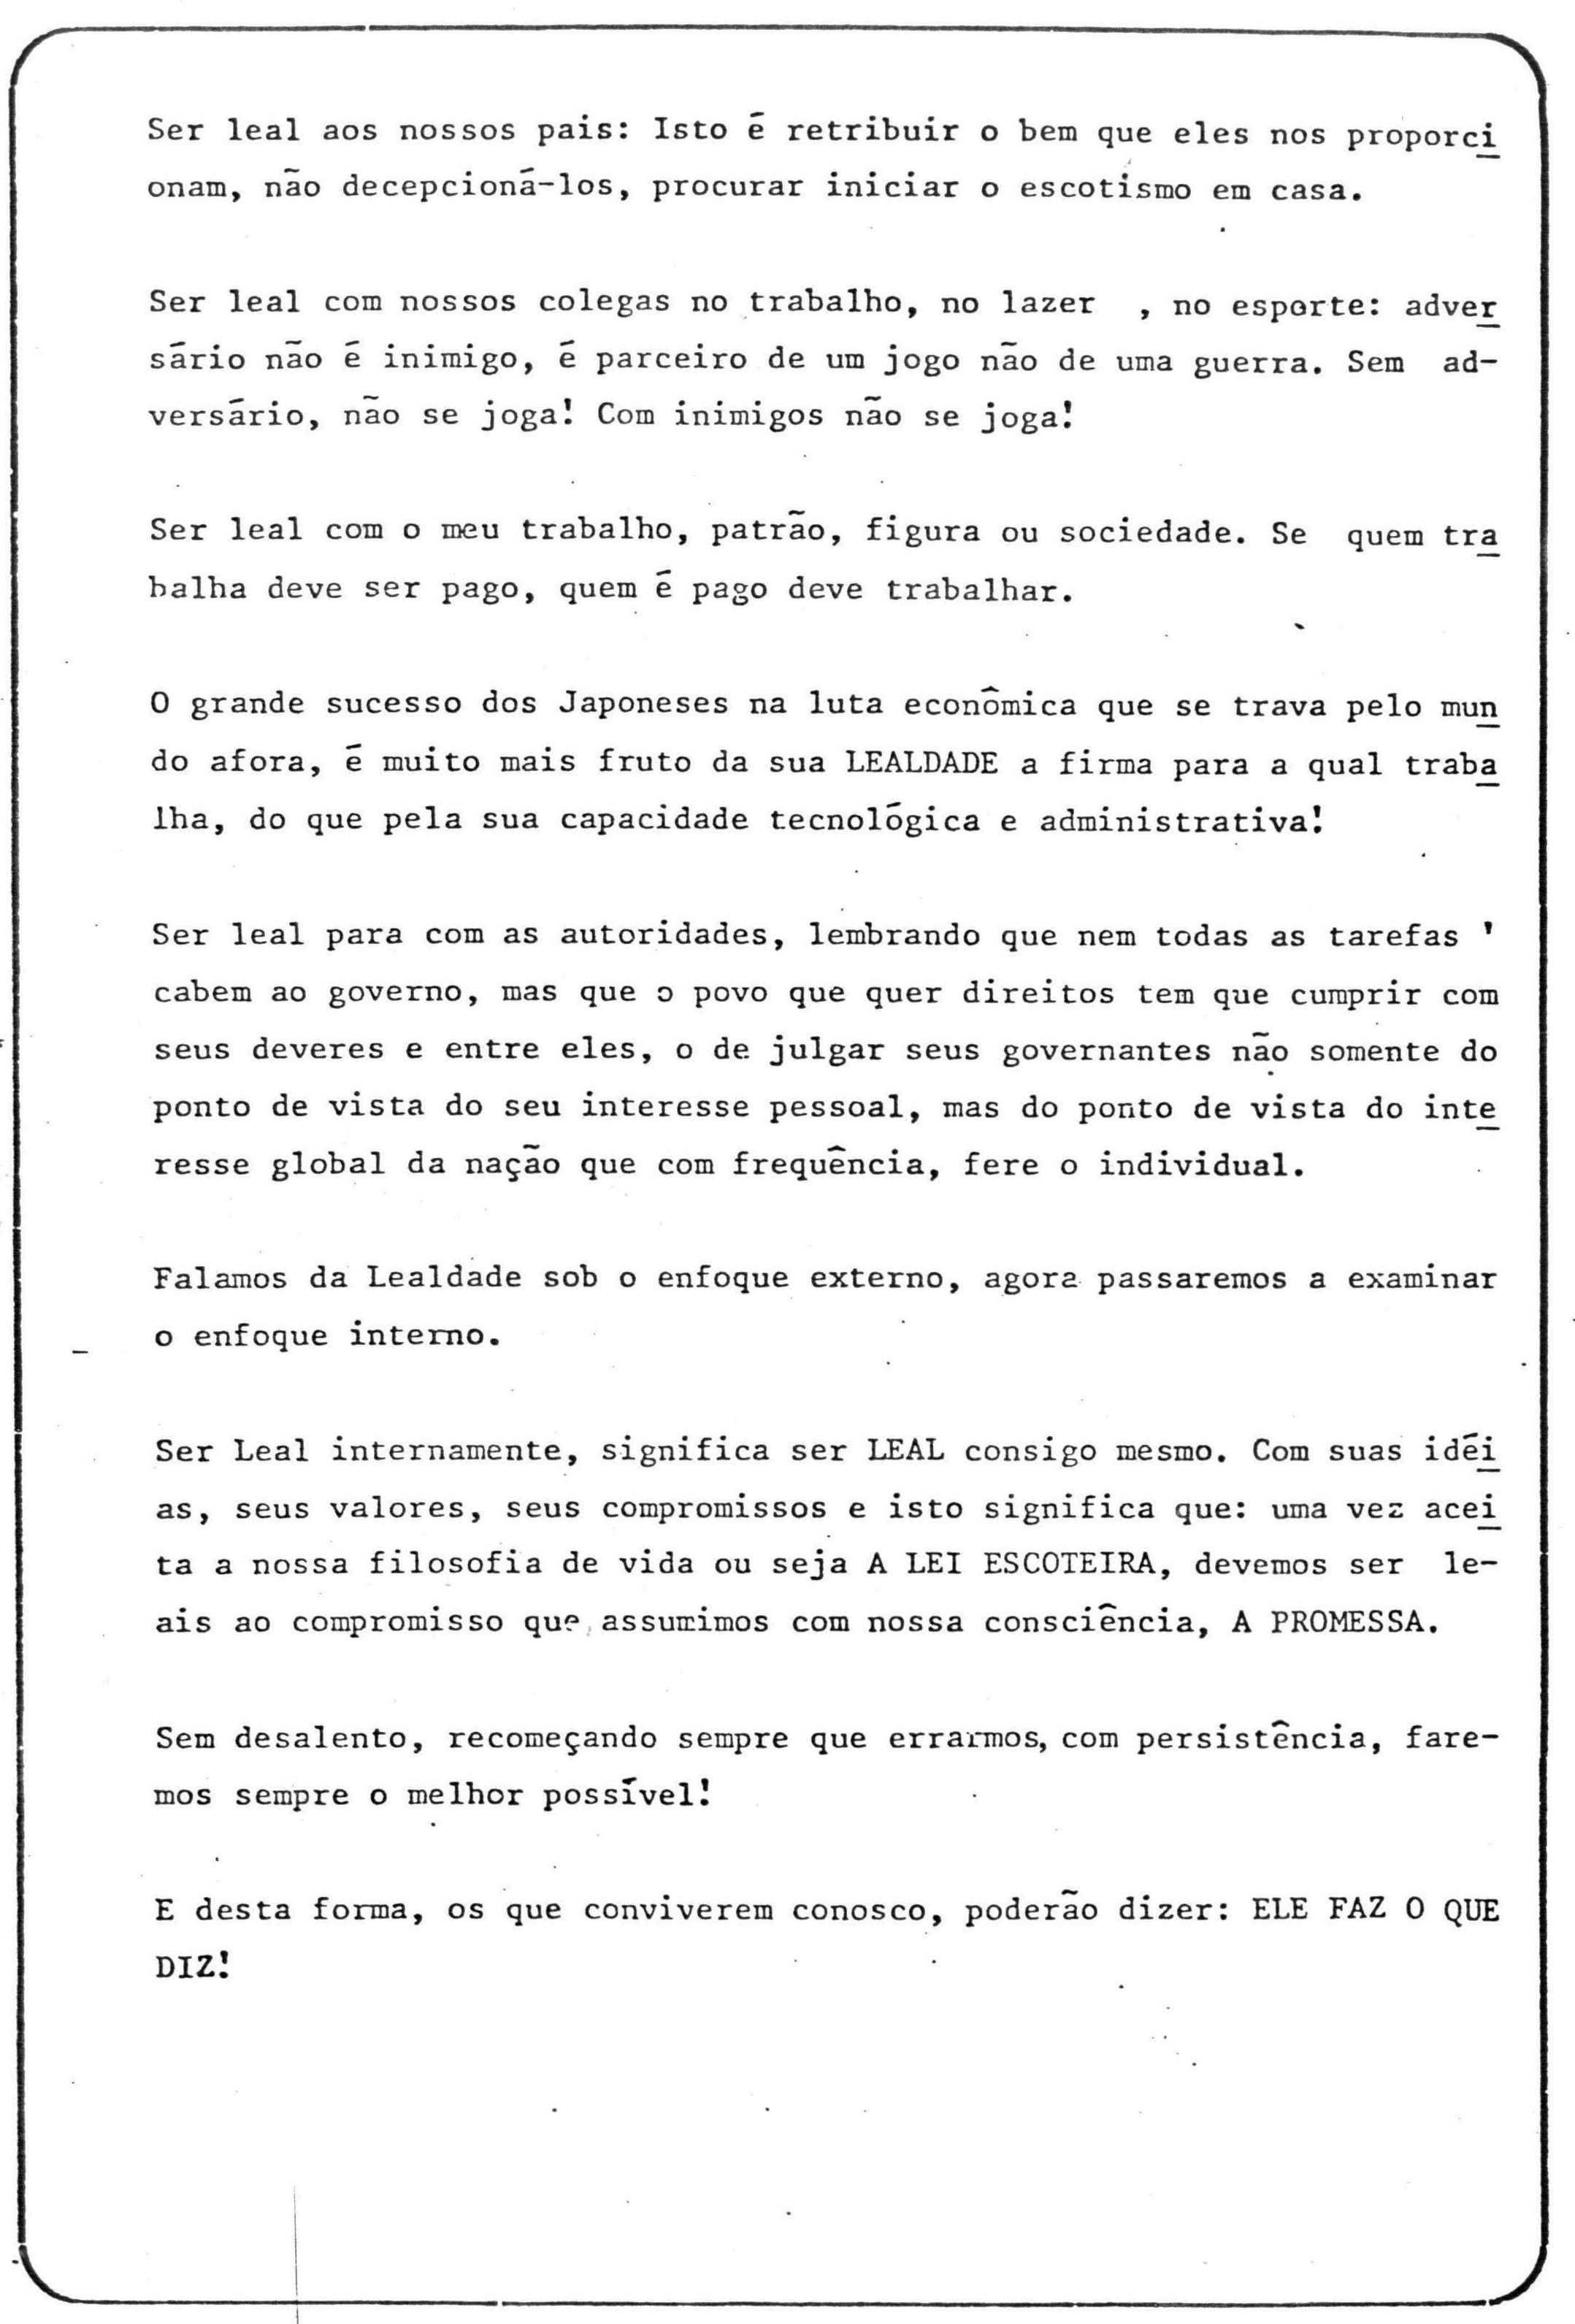 Ser leal aos nossos pais: Isto é retribuir o bem que eles nos proporci
onam, não decepcioná-los, procurar iniciar o escotismo em casa.
Ser leal com nossos colegas no trabalho, no lazer , no esporte: adver
sário não é inimigo, é parceiro de um jogo não de uma guerra. Sem ad-
versário, não se joga! Com inimigos não se joga!
Ser leal com o meu trabalho, patrão, figura ou sociedade. Se quem tra
balha deve ser pago, quem é pago deve trabalhar.
O grande sucesso dos Japoneses na luta econômica que se trava pelo mun
do afora, é muito mais fruto da sua LEALDADE a firma para a qual traba
lha, do que pela sua capacidade tecnológica e administrativa!
Ser leal para com as autoridades, lembrando que nem todas as tarefas '
cabem ao governo, mas que o povo que quer direitos tem que cumprir com
seus deveres e entre eles, o de julgar seus governantes não somente do
ponto de vista do seu interesse pessoal, mas do ponto de vista do inte
resse global da nação que com frequência, fere o individual.
Falamos da Lealdade sob o enfoque externo, agora passaremos a examinar
o enfoque interno.
Ser Leal internamente, significa ser LEAL consigo mesmo. Com suas idéi
as, seus valores, seus compromissos e isto significa que: uma vez acei
ta a nossa filosofia de vida ou seja A LEI ESCOTEIRA, devemos ser le-
ais ao compromisso que assumimos com nossa consciência, A PROMESSA.
Sem desalento, recomeçando sempre que errarmos, com persistência, fare-
mos sempre o melhor possível!
E desta forma, os que conviverem conosco, poderão dizer: ELE FAZ O QUE
DIZ!